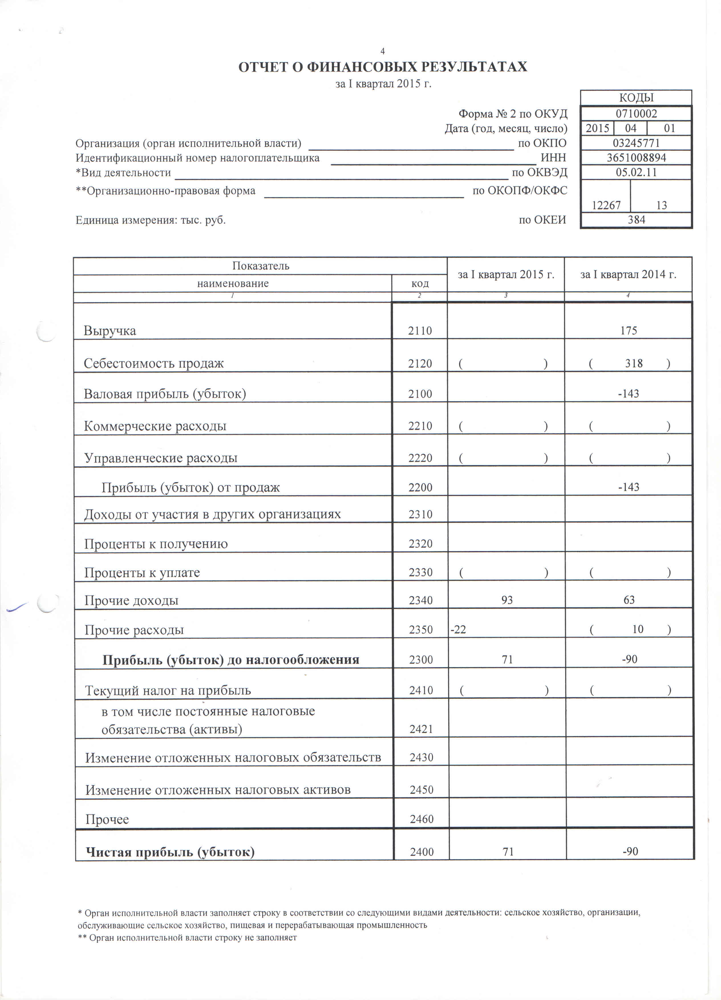 4
ОТЧЕТ О ФИНАНСОВЫХ РЕЗУЛЬТАТАХ
за I квартал 2015 г.
КОДЫ
Форма № 2 по ОКУД 0710002
Дата (год, месяц, число) 2015 04 01
Организация (орган исполнительной власти) по ОКПО 03245771
Идентификационный номер налогоплательщика ИНН 3651008894
*Вид деятельности по ОКВЭД 05.02.11
**Организационно-правовая форма по ОКОПФ/ОКФС
12267 13
Единица измерения: тыс. руб. по ОКЕИ 384
Показатель за I квартал 2015 г. за I квартал 2014 г.
наименование код
1 2 3 4
Выручка 2110 175
Себестоимость продаж 2120 ( ) ( 318 )
Валовая прибыль (убыток) 2100 -143
Коммерческие расходы 2210 ( ) ( )
Управленческие расходы 2220 ( ) ( )
Прибыль (убыток) от продаж 2200 -143
Доходы от участия в других организациях 2310
Проценты к получению 2320
Проценты к уплате 2330 ( ) ( )
Прочие доходы 2340 93 63
Прочие расходы 2350 -22 ( 10 )
Прибыль (убыток) до налогообложения 2300 71 -90
Текущий налог на прибыль 2410 ( ) ( )
в том числе постоянные налоговые
обязательства (активы) 2421
Изменение отложенных налоговых обязательств 2430
Изменение отложенных налоговых активов 2450
Прочее 2460
Чистая прибыль (убыток) 2400 71 -90
* Орган исполнительной власти заполняет строку в соответствии со следующими видами деятельности: сельское хозяйство, организации,
обслуживающие сельское хозяйство, пищевая и перерабатывающая промышленность
** Орган исполнительной власти строку не заполняет